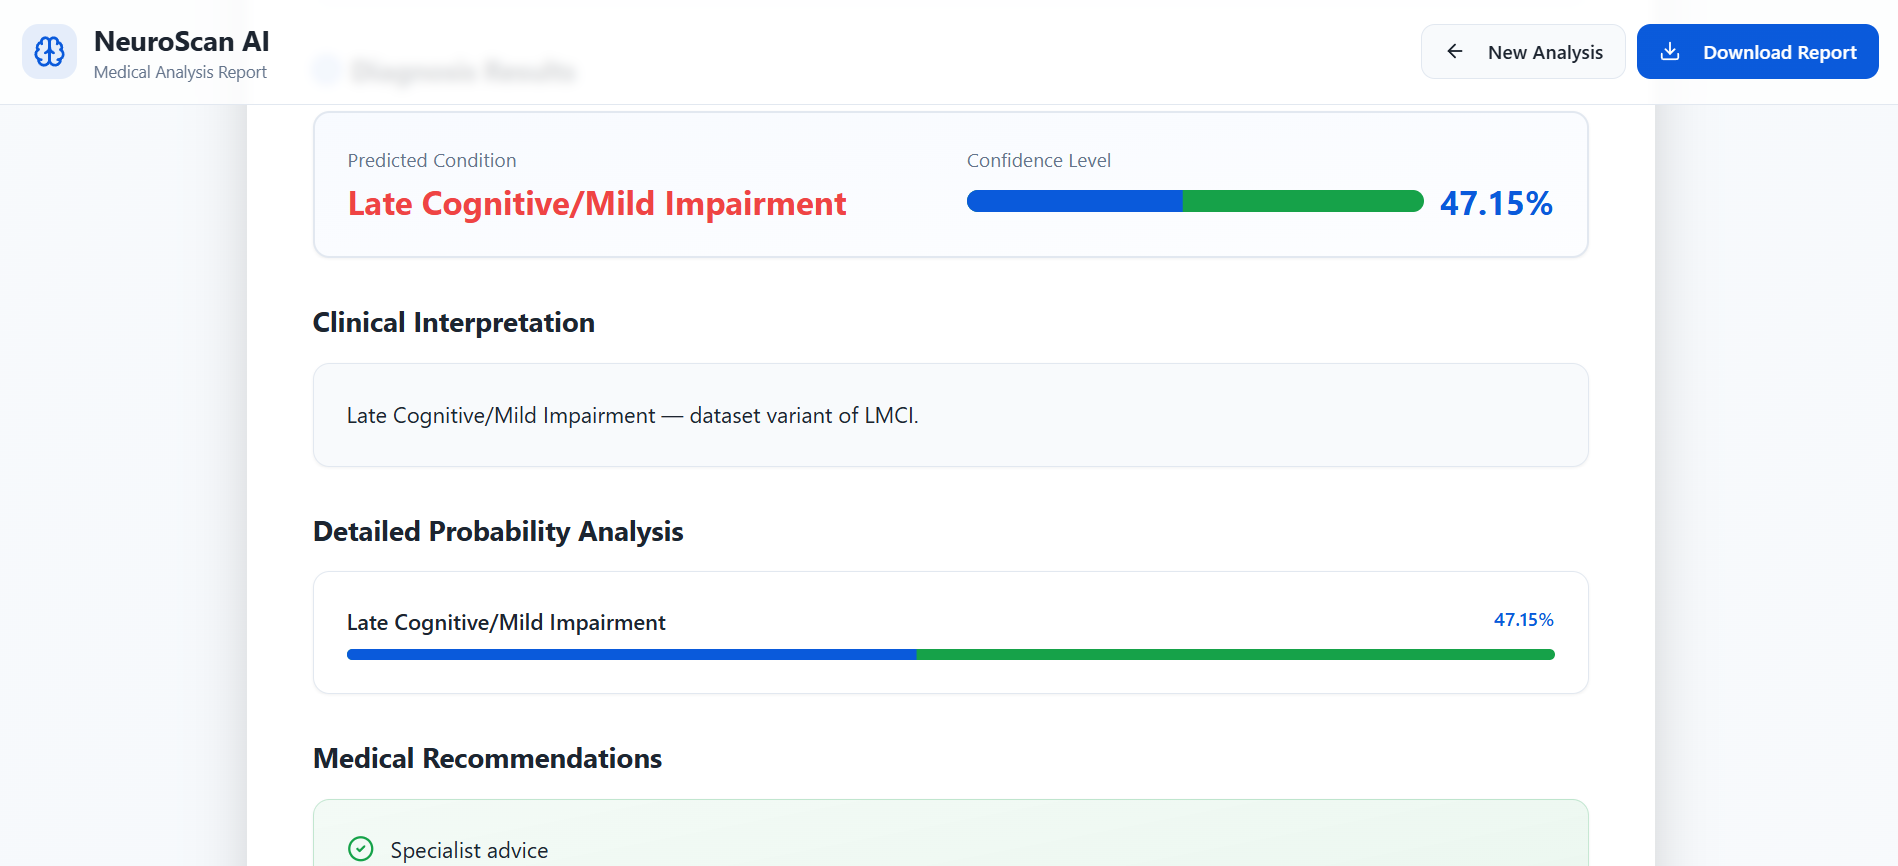 NeuroScan AI
Medical Analysis Report
New Analysis
Download Report
Diagnosis Results
Predicted Condition
Late Cognitive/Mild Impairment
Confidence Level
47.15%
Clinical Interpretation
Late Cognitive/Mild Impairment — dataset variant of LMCI.
Detailed Probability Analysis
Late Cognitive/Mild Impairment
47.15%
Medical Recommendations
Specialist advice